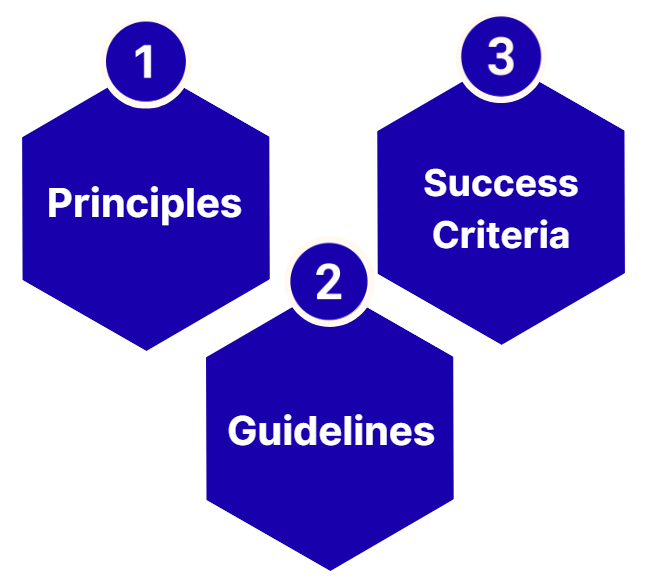 1
Principles
2
Guidelines
3
Success
Criteria